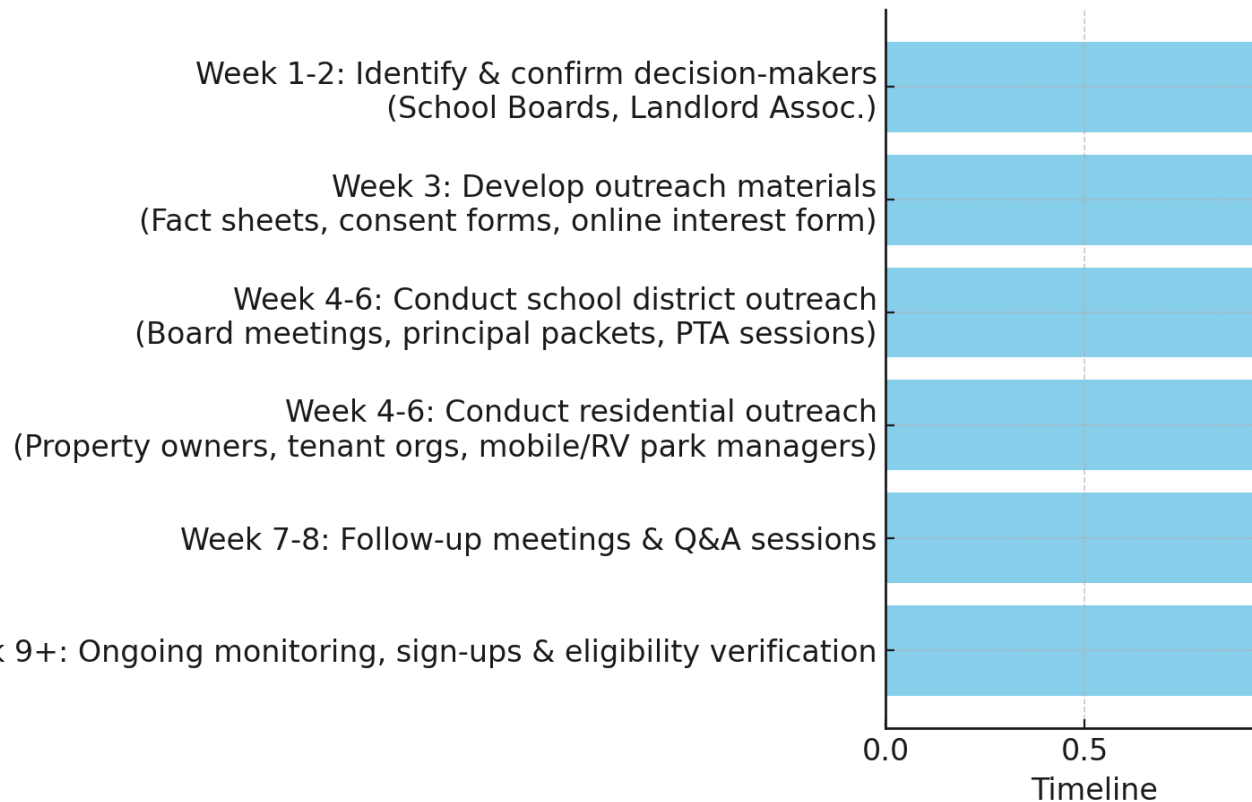 Week 1-2: Identify & confirm decision-makers
(School Boards, Landlord Assoc.)
Week 3: Develop outreach materials
(Fact sheets, consent forms, online interest form)
Week 4-6: Conduct school district outreach
(Board meetings, principal packets, PTA sessions)
Week 4-6: Conduct residential outreach
(Property owners, tenant orgs, mobile/RV park managers)
Week 7-8: Follow-up meetings & Q&A sessions
9+: Ongoing monitoring, sign-ups & eligibility verification
0.0 0.5
Timeline